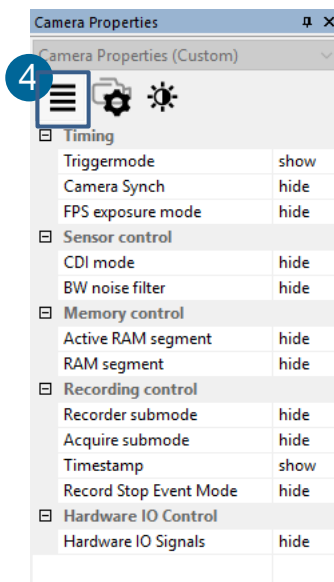 Camera Properties
Camera Properties (Custom)
4
Timing
Triggermode show
Camera Synch hide
FPS exposure mode hide
Sensor control
CDI mode hide
BW noise filter hide
Memory control
Active RAM segment hide
RAM segment hide
Recording control
Recorder submode hide
Acquire submode hide
Timestamp show
Record Stop Event Mode hide
Hardware IO Control
Hardware IO Signals hide